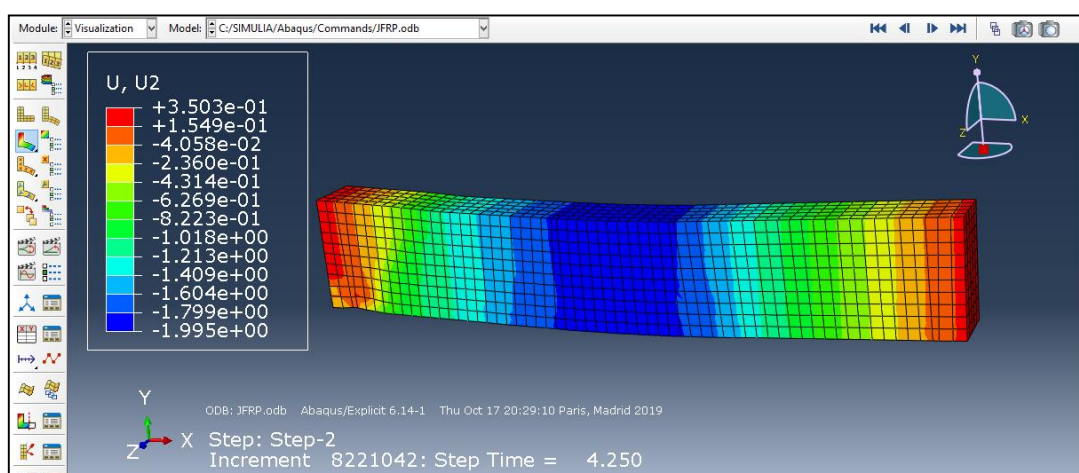 Module: Visualization Model: C:/SIMULIA/Abaqus/Commands/JFRP.odb
U, U2
+3.503e-01
+1.549e-01
-4.058e-02
-2.360e-01
-4.314e-01
-6.269e-01
-8.223e-01
-1.018e+00
-1.213e+00
-1.409e+00
-1.604e+00
-1.799e+00
-1.995e+00
Y
X
Z
Y
X
Z
ODB: JFRP.odb Abaqus/Explicit 6.14-1 Thu Oct 17 20:29:10 Paris, Madrid 2019
Step: Step-2
Increment 8221042: Step Time = 4.250